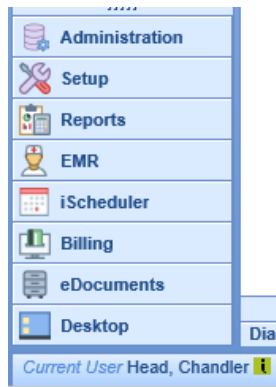 Administration
Setup
Reports
EMR
iScheduler
Billing
eDocuments
Desktop
Dia
Current User Head, Chandler i